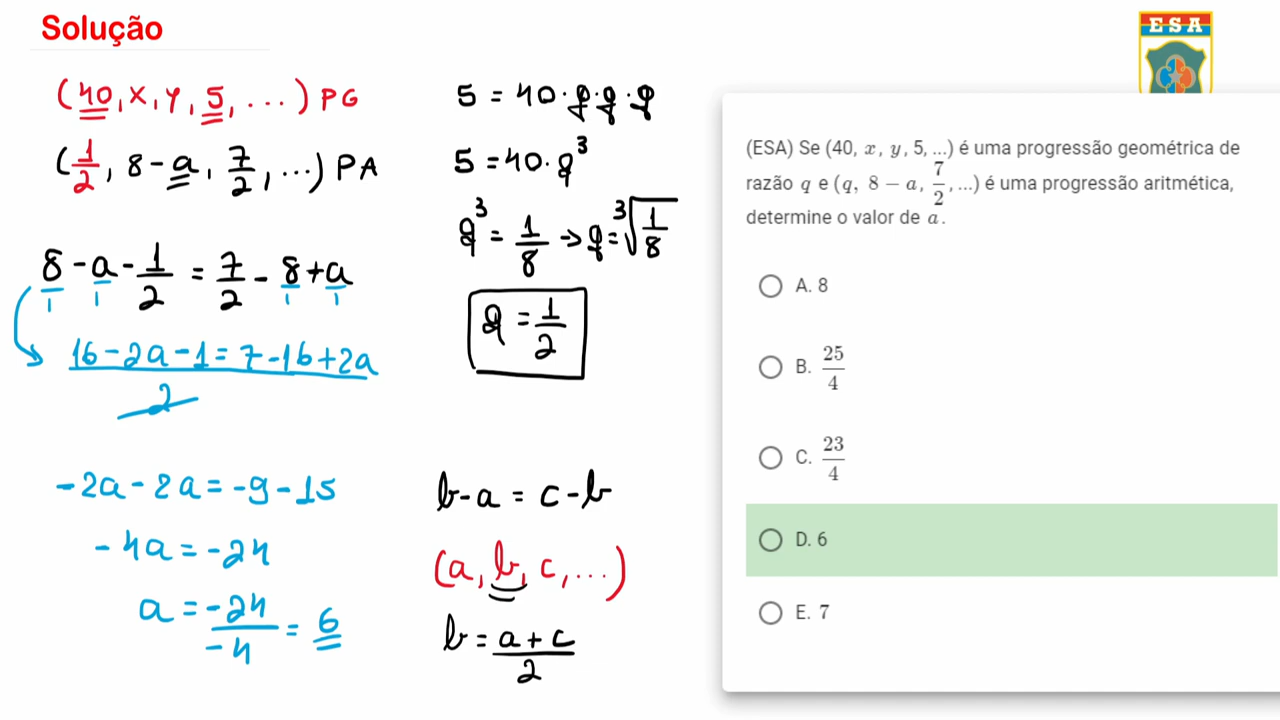 Solução
ESA
(40, x, y, 5, ...) PG
(1/2, 8 - a, 7/2, ...) PA
8 - a - 1/2 = 7/2 - 8 + a
1 1 1 1
16 - 2a - 1 = 7 - 16 + 2a
2
-2a - 2a = -9 - 15
-4a = -24
a = -24/-4 = 6
5 = 40 · q · q · q
5 = 40 · q³
q³ = 1/8 → q = ³√1/8
q = 1/2
b - a = c - b
(a, b, c, ...)
b = a + c/2
(ESA) Se (40, x, y, 5, ...) é uma progressão geométrica de
razão q e (q, 8 − a, 7/2, ...) é uma progressão aritmética,
determine o valor de a.
A. 8
B. 25/4
C. 23/4
D. 6
E. 7